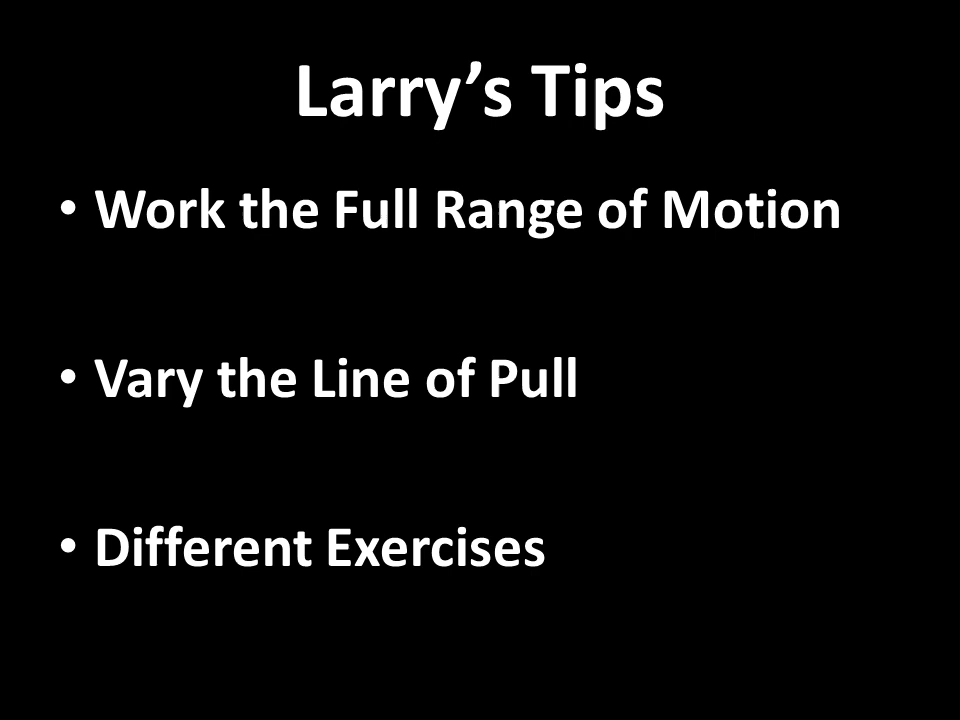 Larry’s Tips
• Work the Full Range of Motion
• Vary the Line of Pull
• Different Exercises